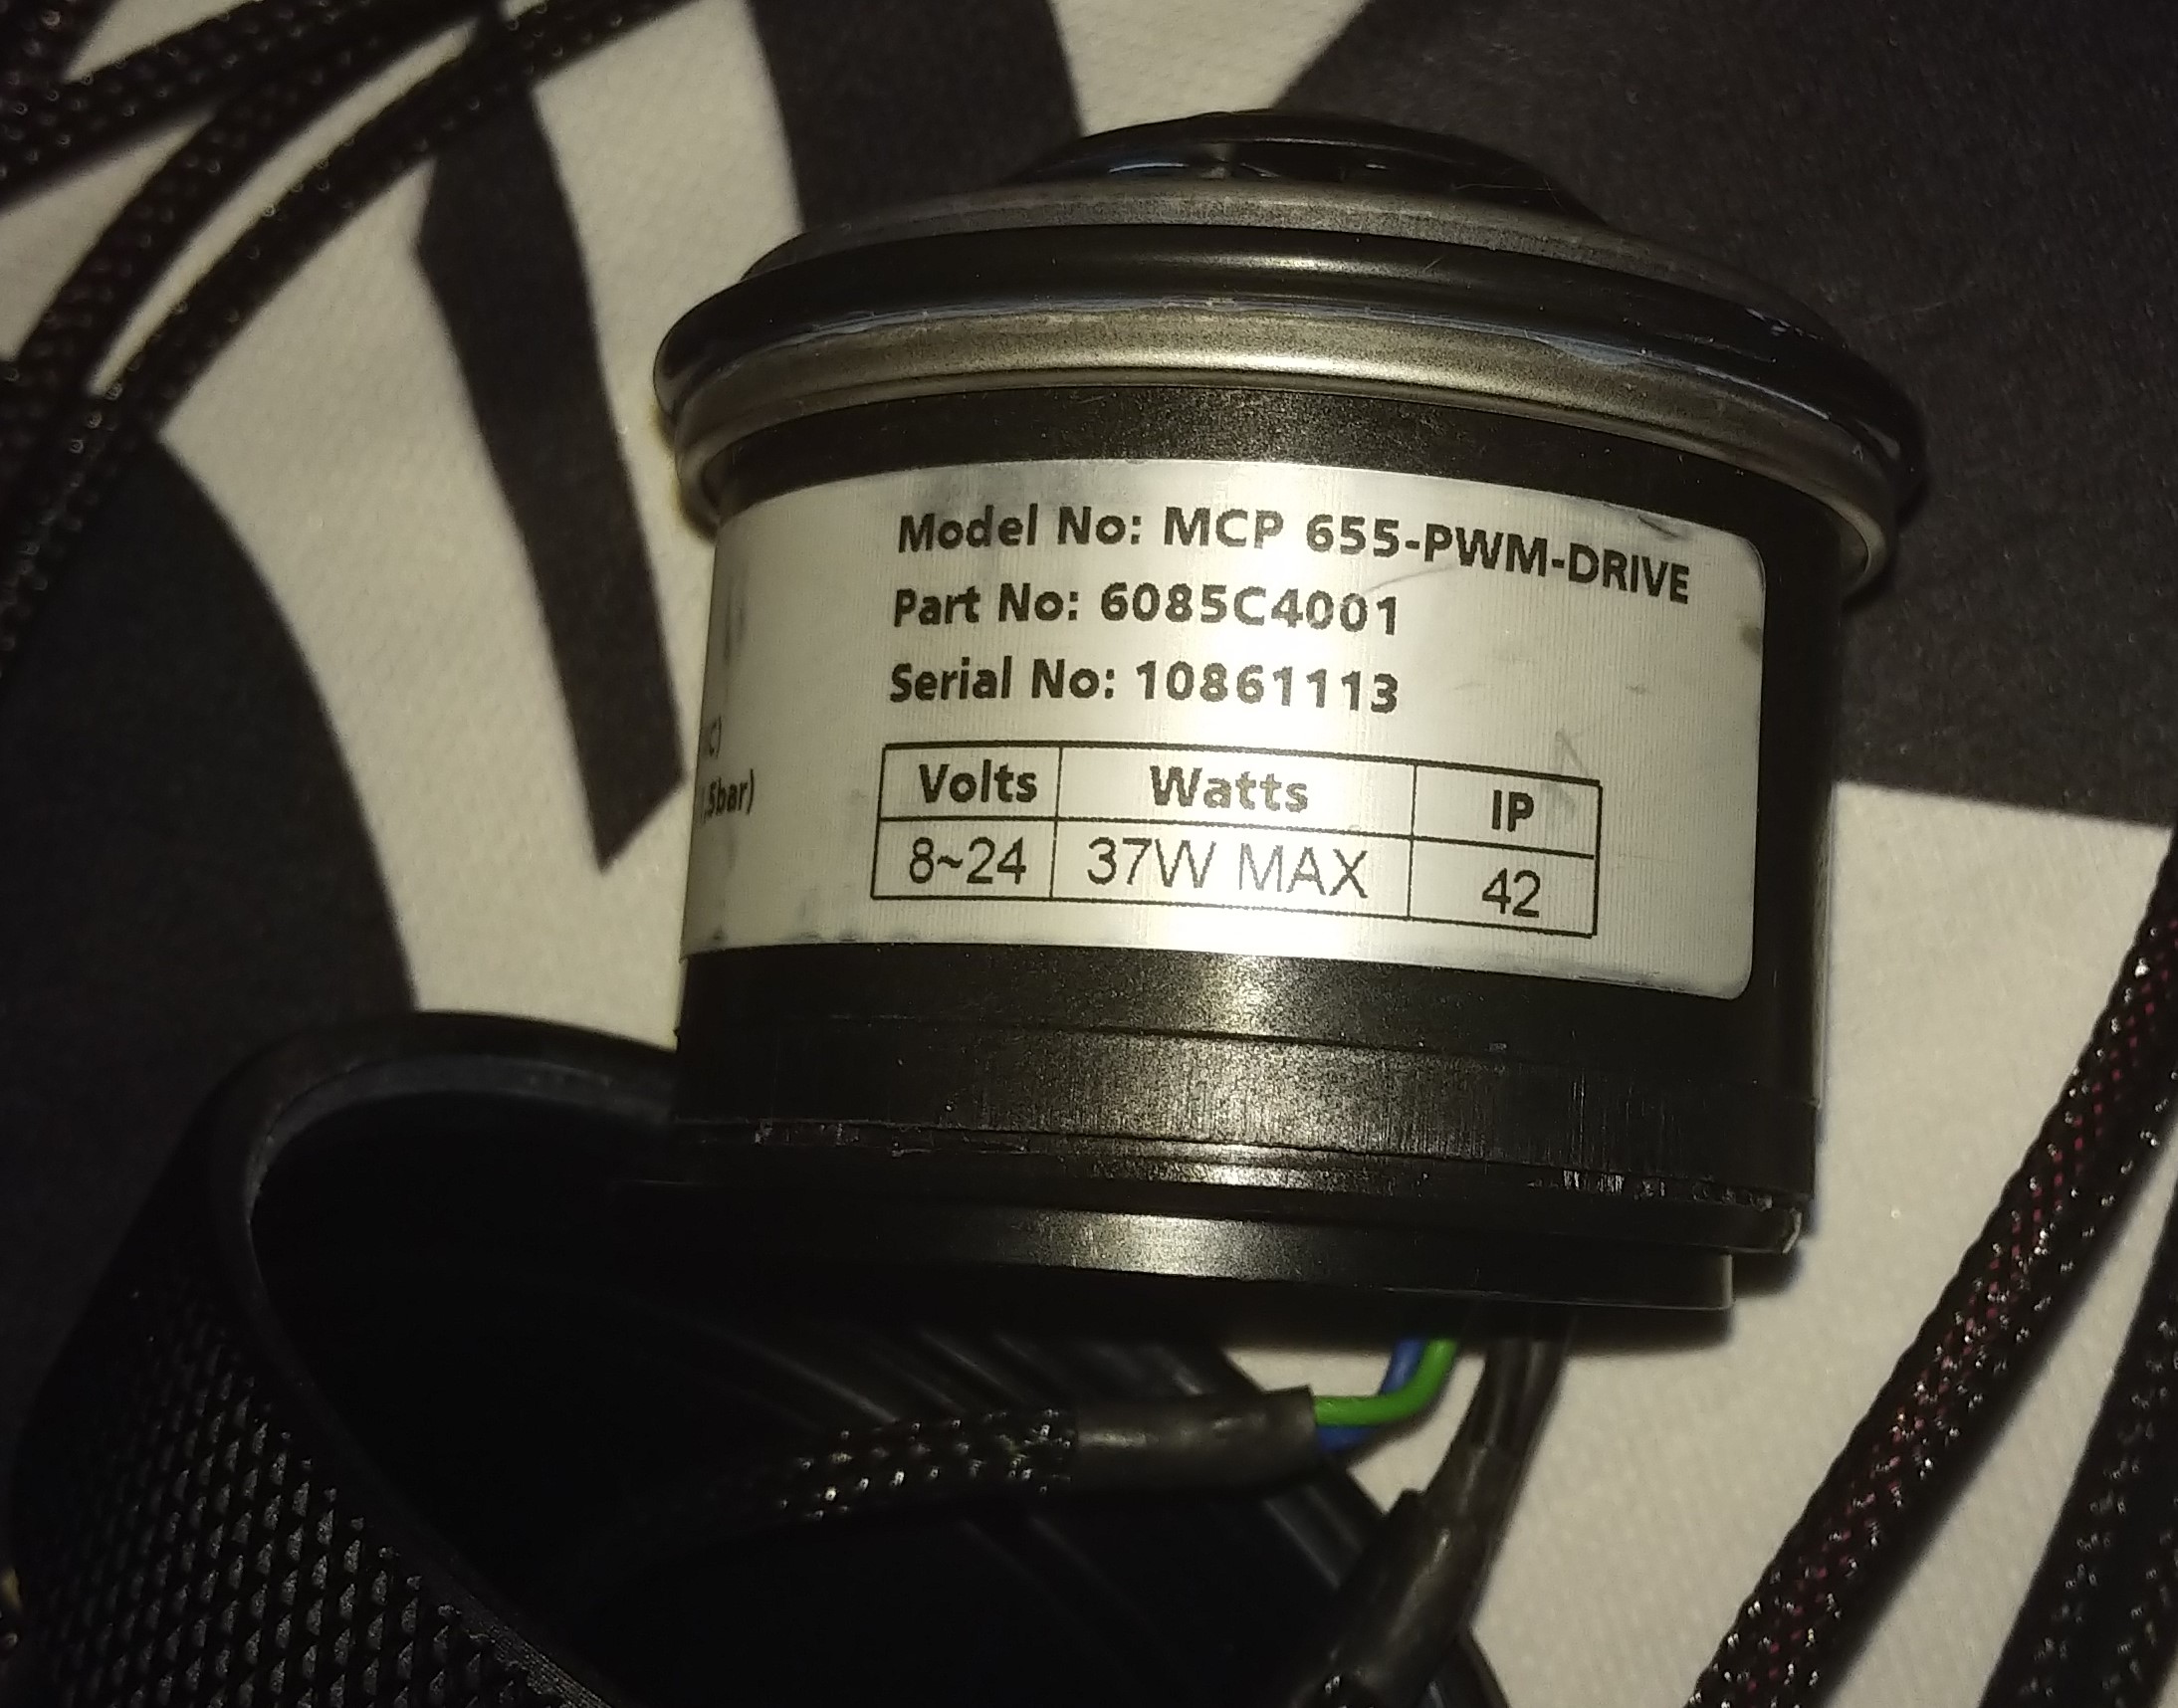 Model No: MCP 655-PWM-DRIVE
Part No: 6085C4001
Serial No: 10861113
C)
,5bar)
Volts Watts IP
8~24 37W MAX 42